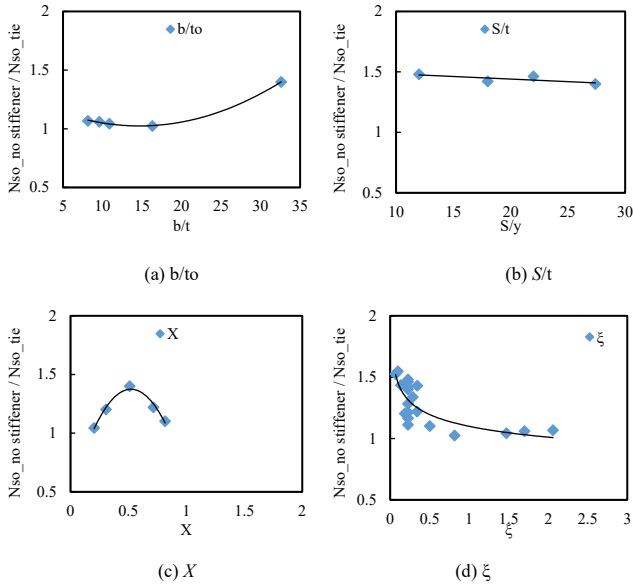 Nso_no stiffener / Nso_tie
2
1.5
1
0.5
b/to
5 10 15 20 25 30 35
b/t
(a) b/to
Nso_no stiffener / Nso_tie
2
1.5
1
0.5
S/t
10 15 20 25 30
S/y
(b) S/t
Nso_no stiffener / Nso_tie
2
1.5
1
0.5
X
0 0.5 1 1.5 2
X
(c) X
Nso_no stiffener / Nso_tie
2
1.5
1
0.5
ξ
0 0.5 1 1.5 2 2.5 3
ξ
(d) ξ